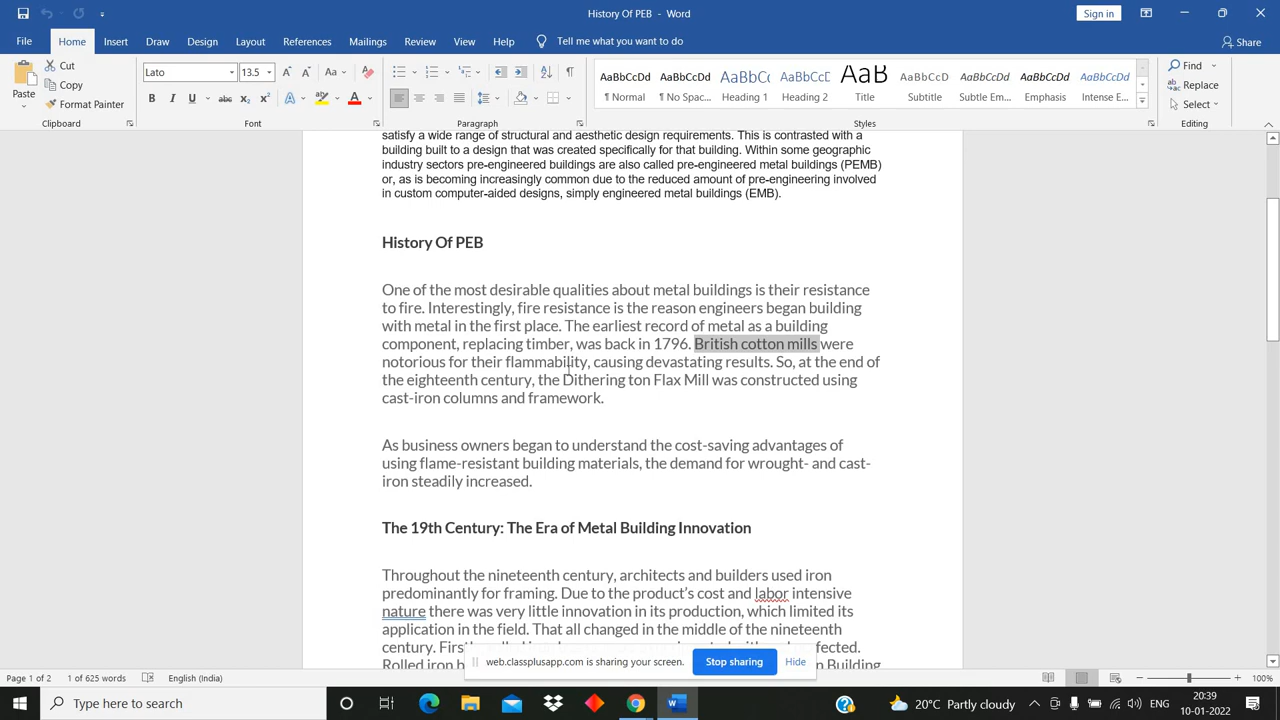 History of PEB - Word
Sign in
File Home Insert Draw Design Layout References Mailings Review View Help Tell me what you want to do Share
Cut
Copy
Format Painter
Paste
Clipboard
Lato 13.5
Font
Paragraph
AaBbCcDd AaBbCcDd AaBbCc AaBbCcE AaB AaBbCcD AaBbCcDd AaBbCcDd AaBbCcDd
¶ Normal ¶ No Spac... Heading 1 Heading 2 Title Subtitle Subtle Em... Emphasis Intense E...
Styles
Find
Replace
Select
Editing
satisfy a wide range of structural and aesthetic design requirements. This is contrasted with a
building built to a design that was created specifically for that building. Within some geographic
industry sectors pre-engineered buildings are also called pre-engineered metal buildings (PEMB)
or, as is becoming increasingly common due to the reduced amount of pre-engineering involved
in custom computer-aided designs, simply engineered metal buildings (EMB).
History Of PEB
One of the most desirable qualities about metal buildings is their resistance
to fire. Interestingly, fire resistance is the reason engineers began building
with metal in the first place. The earliest record of metal as a building
component, replacing timber, was back in 1796. British cotton mills were
notorious for their flammability, causing devastating results. So, at the end of
the eighteenth century, the Dithering ton Flax Mill was constructed using
cast-iron columns and framework.
As business owners began to understand the cost-saving advantages of
using flame-resistant building materials, the demand for wrought- and cast-
iron steadily increased.
The 19th Century: The Era of Metal Building Innovation
Throughout the nineteenth century, architects and builders used iron
predominantly for framing. Due to the product's cost and labor intensive
nature there was very little innovation in its production, which limited its
application in the field. That all changed in the middle of the nineteenth
century. First
Rolled iron b
n Building
web.classplusapp.com is sharing your screen. Stop sharing Hide
Page 1 of 2 1 of 625 words English (India) 100%
Type here to search
20°C Partly cloudy ENG 20:39
10-01-2022